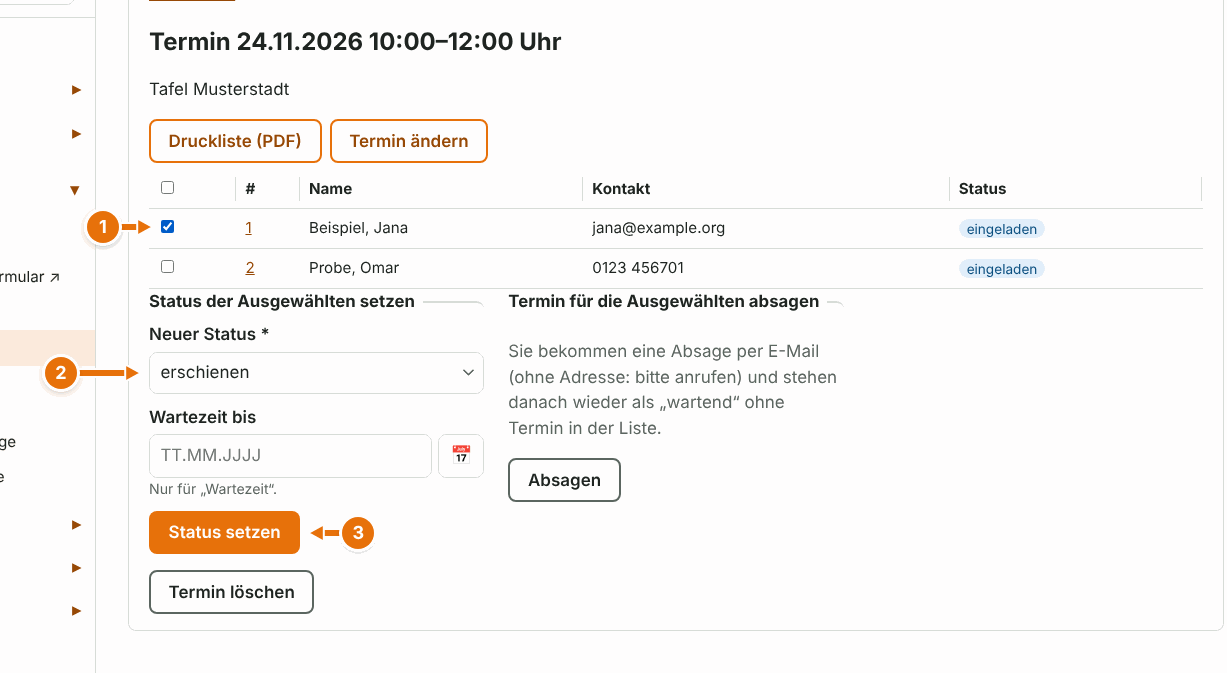 Termin 24.11.2026 10:00–12:00 Uhr
Tafel Musterstadt
Druckliste (PDF) Termin ändern
# Name Kontakt Status
1 1 Beispiel, Jana jana@example.org eingeladen
2 Probe, Omar 0123 456701 eingeladen
rmular ↗
Status der Ausgewählten setzen
Neuer Status *
2 erschienen
Wartezeit bis
TT.MM.JJJJ 📅 17
Nur für „Wartezeit“.
Status setzen 3
Termin löschen
Termin für die Ausgewählten absagen
Sie bekommen eine Absage per E-Mail
(ohne Adresse: bitte anrufen) und stehen
danach wieder als „wartend“ ohne
Termin in der Liste.
Absagen
ge
e